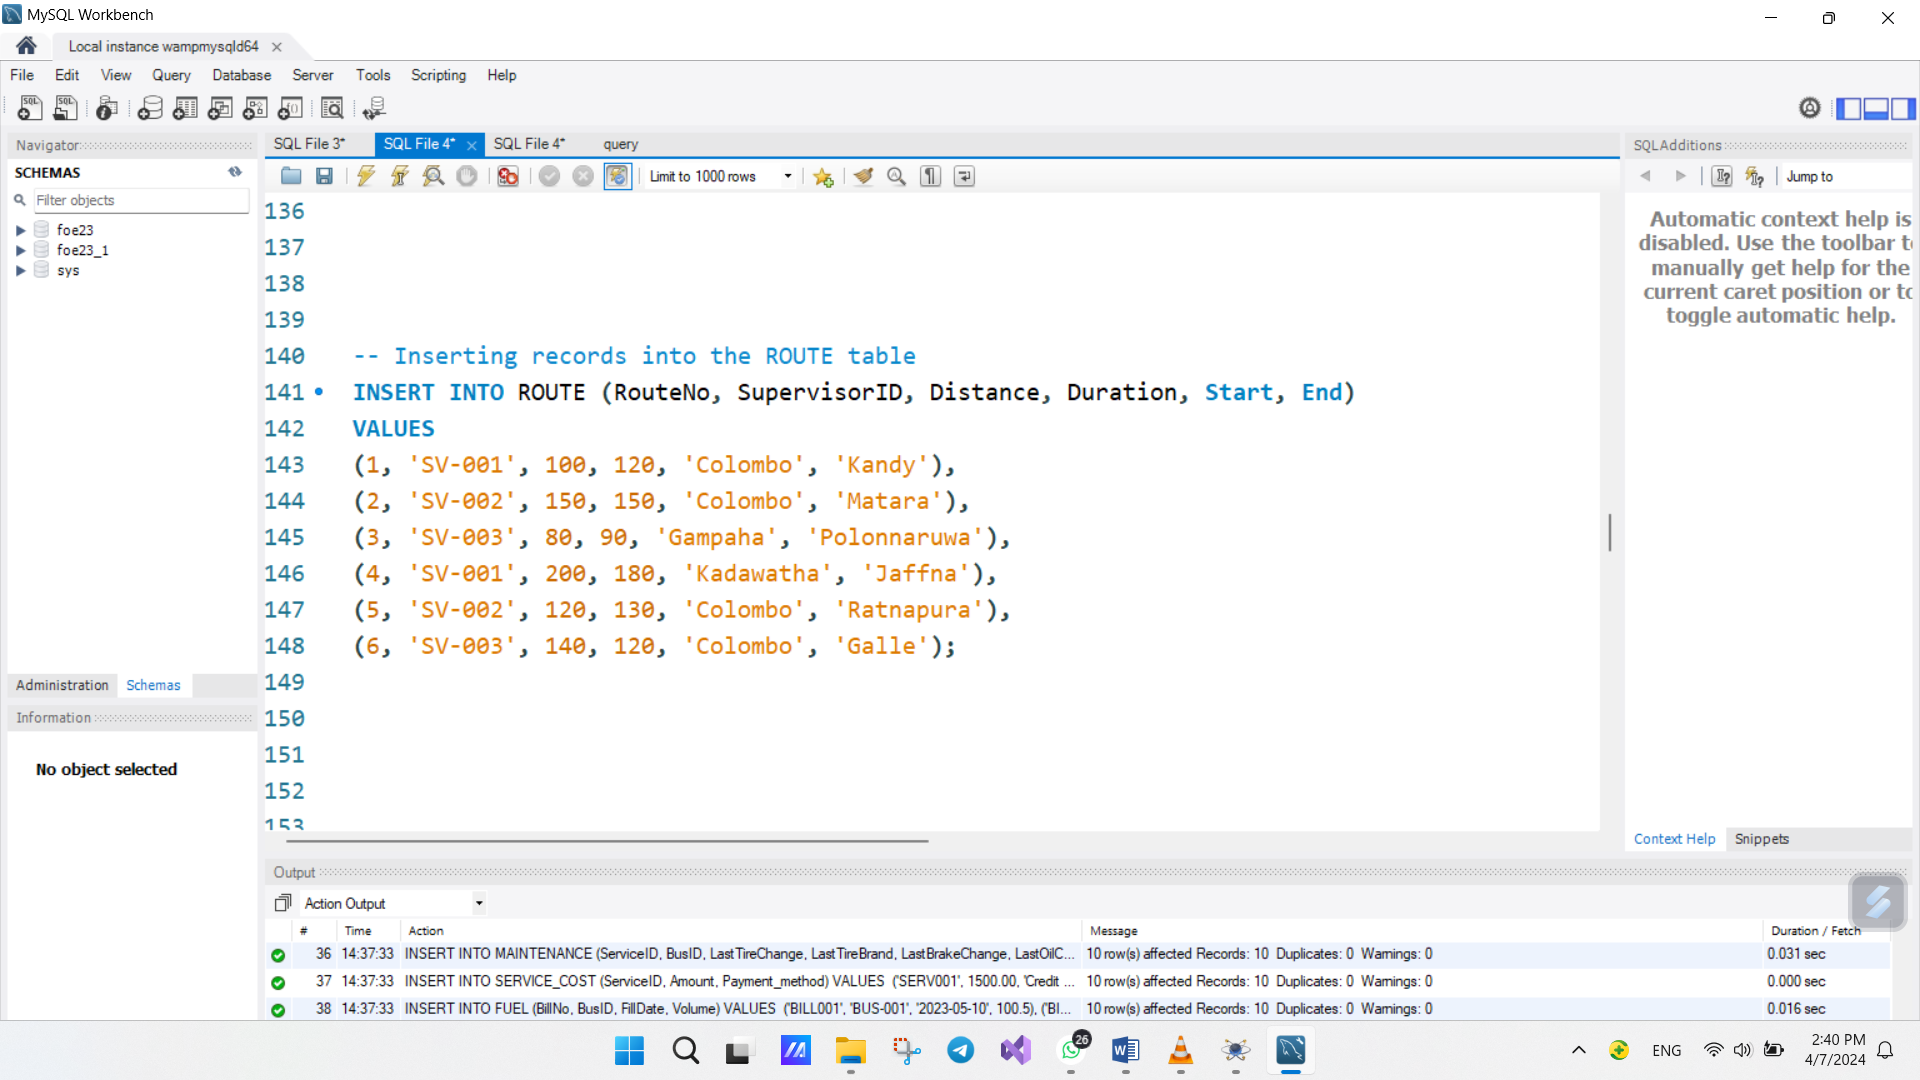 MySQL Workbench
Local instance wampmysqld64
File Edit View Query Database Server Tools Scripting Help
Navigator
SCHEMAS
Filter objects
foe23
foe23_1
sys
Administration Schemas
Information
No object selected
SQL File 3* SQL File 4* SQL File 4* query
Limit to 1000 rows
136
137
138
139
140 -- Inserting records into the ROUTE table
141 INSERT INTO ROUTE (RouteNo, SupervisorID, Distance, Duration, Start, End)
142 VALUES
143 (1, 'SV-001', 100, 120, 'Colombo', 'Kandy'),
144 (2, 'SV-002', 150, 150, 'Colombo', 'Matara'),
145 (3, 'SV-003', 80, 90, 'Gampaha', 'Polonnaruwa'),
146 (4, 'SV-001', 200, 180, 'Kadawatha', 'Jaffna'),
147 (5, 'SV-002', 120, 130, 'Colombo', 'Ratnapura'),
148 (6, 'SV-003', 140, 120, 'Colombo', 'Galle');
149
150
151
152
153
SQLAdditions
Jump to
Automatic context help is
disabled. Use the toolbar to
manually get help for the
current caret position or to
toggle automatic help.
Context Help Snippets
Output
Action Output
# Time Action Message Duration / Fetch
36 14:37:33 INSERT INTO MAINTENANCE (ServiceID, BusID, LastTireChange, LastTireBrand, LastBrakeChange, LastOilC... 10 row(s) affected Records: 10 Duplicates: 0 Warnings: 0 0.031 sec
37 14:37:33 INSERT INTO SERVICE_COST (ServiceID, Amount, Payment_method) VALUES ('SERV001', 1500.00, 'Credit ... 10 row(s) affected Records: 10 Duplicates: 0 Warnings: 0 0.000 sec
38 14:37:33 INSERT INTO FUEL (BillNo, BusID, FillDate, Volume) VALUES ('BILL001', 'BUS-001', '2023-05-10', 100.5), ('BI... 10 row(s) affected Records: 10 Duplicates: 0 Warnings: 0 0.016 sec
26
ENG
2:40 PM
4/7/2024